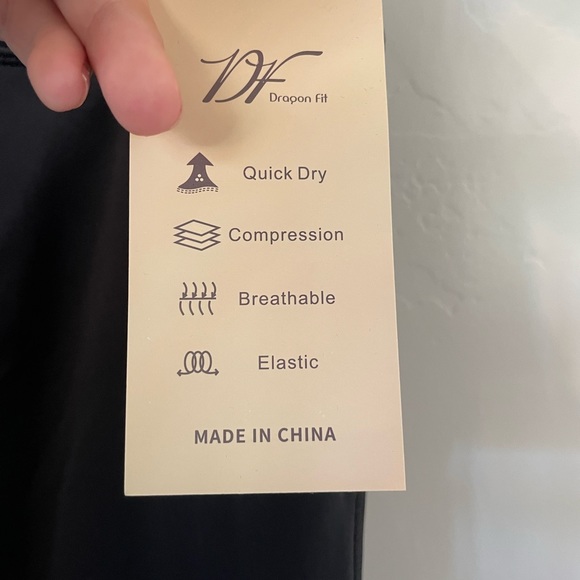 DF
Dragon Fit
Quick Dry
Compression
Breathable
Elastic
MADE IN CHINA